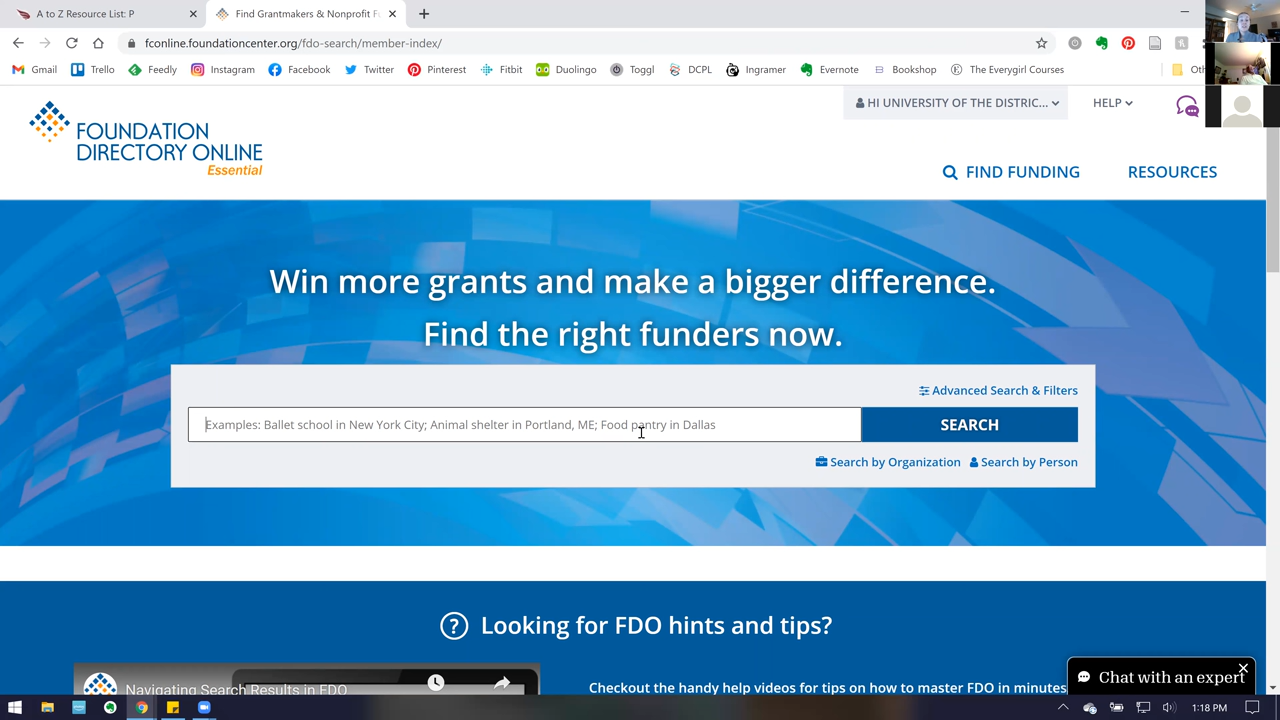 A to Z Resource List: P
Find Grantmakers & Nonprofit F
fconline.foundationcenter.org/fdo-search/member-index/
Gmail Trello Feedly Instagram Facebook Twitter Pinterest Fitbit Duolingo Toggl DCPL Ingramer Evernote Bookshop The Everygirl Courses Oth
HI UNIVERSITY OF THE DISTRIC... HELP
FOUNDATION
DIRECTORY ONLINE
Essential
FIND FUNDING RESOURCES
Win more grants and make a bigger difference.
Find the right funders now.
Advanced Search & Filters
Examples: Ballet school in New York City; Animal shelter in Portland, ME; Food pantry in Dallas
SEARCH
Search by Organization Search by Person
? Looking for FDO hints and tips?
Navigating Search Results in FDO
Checkout the handy help videos for tips on how to master FDO in minutes
Chat with an expert
1:18 PM